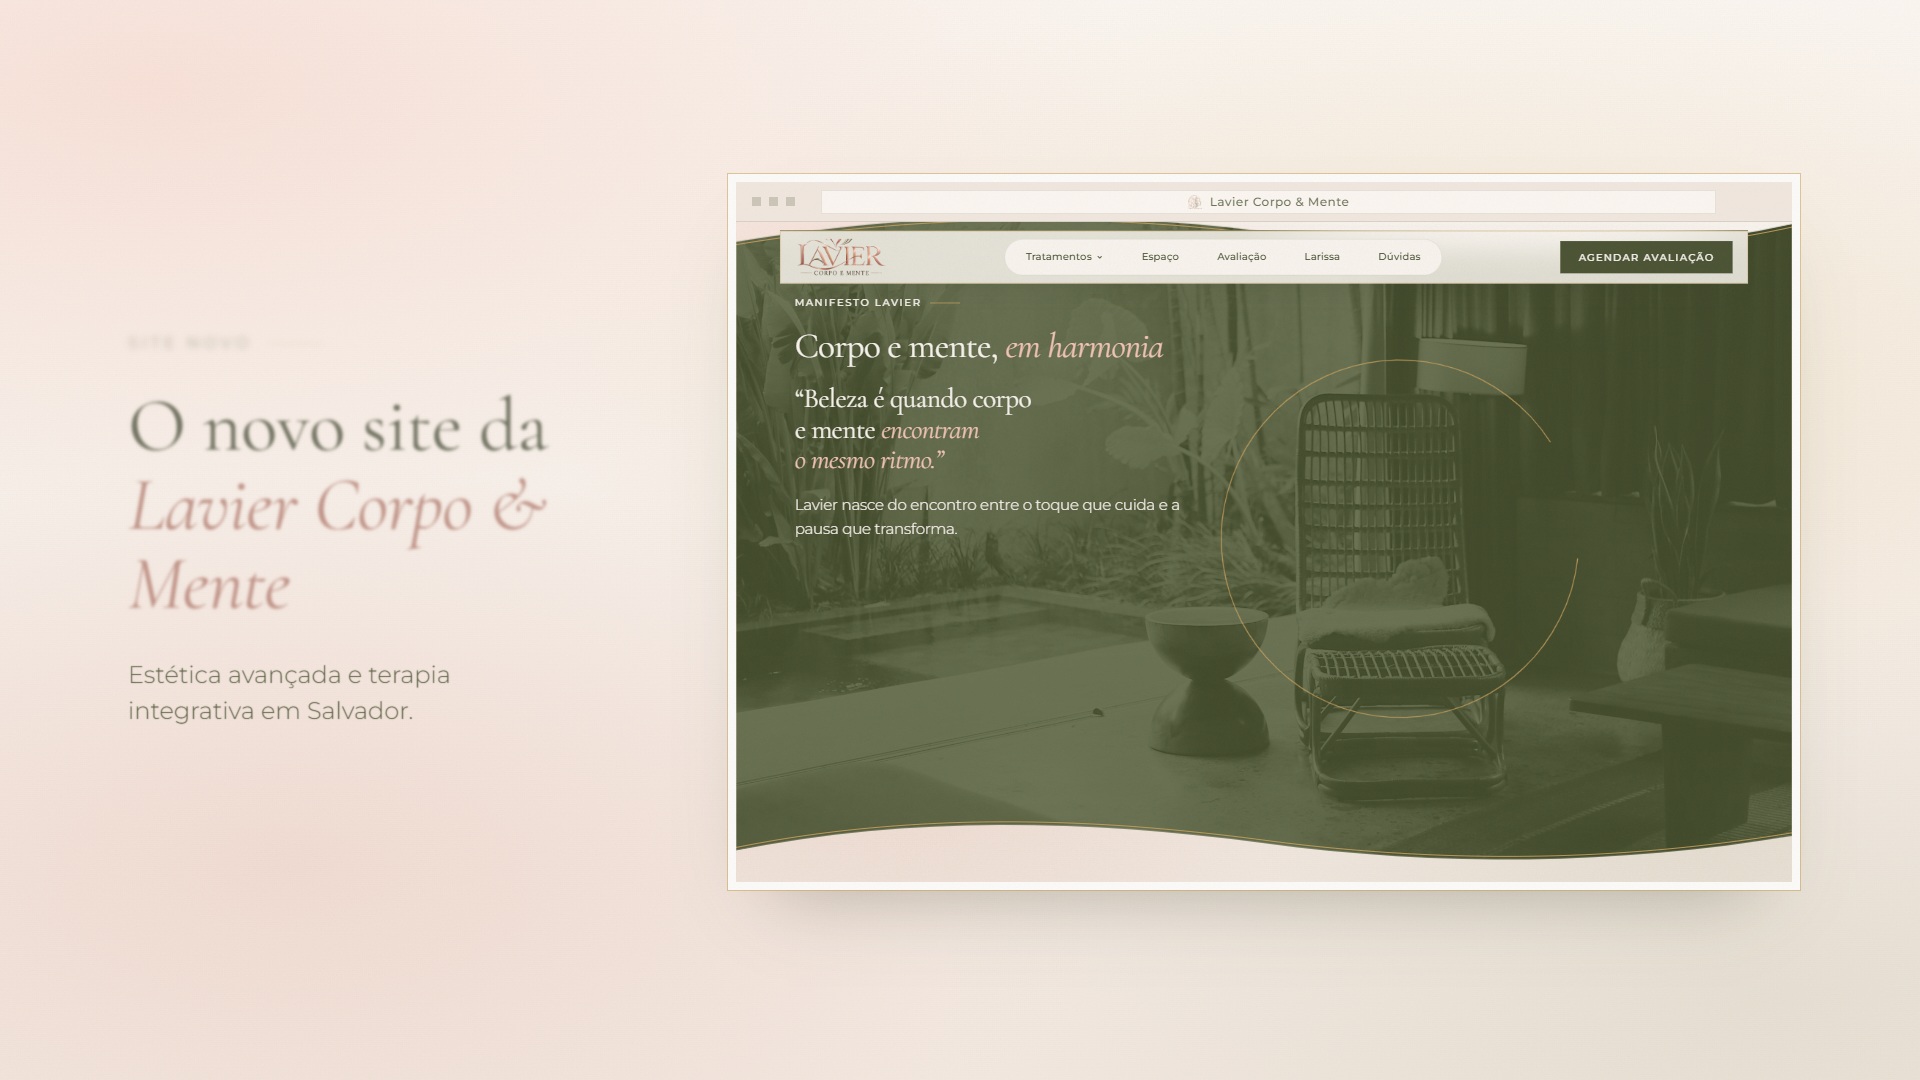 SITE NOVO
O novo site da
Lavier Corpo &
Mente
Estética avançada e terapia
integrativa em Salvador.
Lavier Corpo & Mente
LAVIER
CORPO E MENTE
Tratamentos
Espaço
Avaliação
Larissa
Dúvidas
AGENDAR AVALIAÇÃO
MANIFESTO LAVIER
Corpo e mente, em harmonia
“Beleza é quando corpo
e mente encontram
o mesmo ritmo.”
Lavier nasce do encontro entre o toque que cuida e a
pausa que transforma.